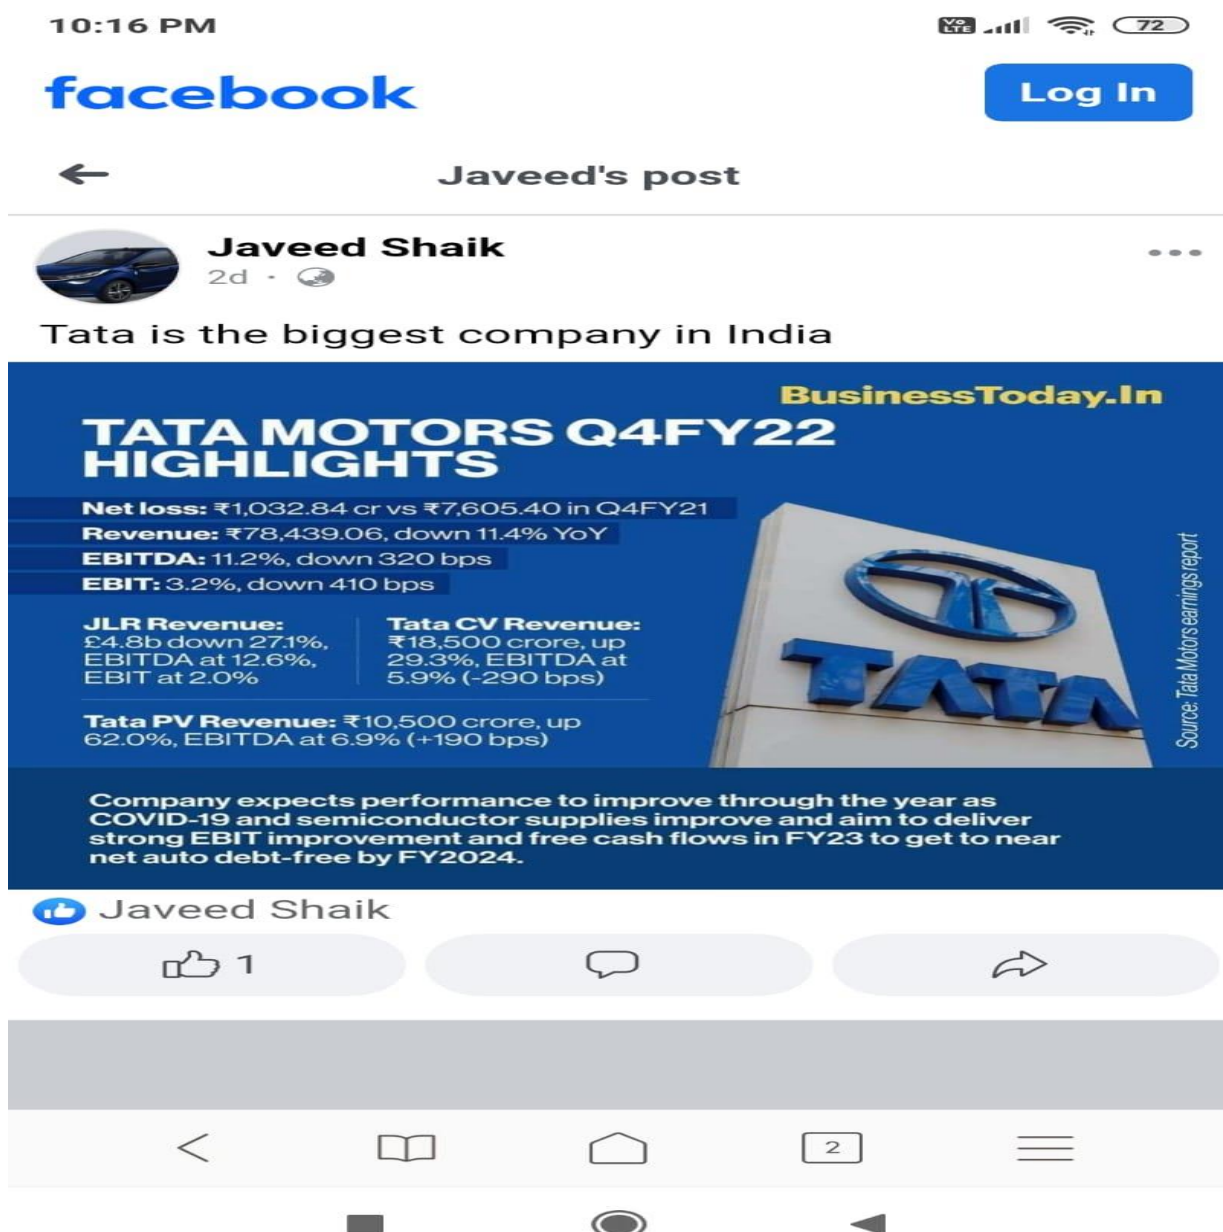 10:16 PM
Vo LTE
72
facebook
Log In
Javeed's post
Javeed Shaik
2d ·
Tata is the biggest company in India
BusinessToday.In
TATA MOTORS Q4FY22
HIGHLIGHTS
Net loss: ₹1,032.84 cr vs ₹7,605.40 in Q4FY21
Revenue: ₹78,439.06, down 11.4% YoY
EBITDA: 11.2%, down 320 bps
EBIT: 3.2%, down 410 bps
JLR Revenue:
£4.8b down 27.1%,
EBITDA at 12.6%,
EBIT at 2.0%
Tata CV Revenue:
₹18,500 crore, up
29.3%, EBITDA at
5.9% (-290 bps)
Tata PV Revenue: ₹10,500 crore, up
62.0%, EBITDA at 6.9% (+190 bps)
TATA
Source: Tata Motors earnings report
Company expects performance to improve through the year as
COVID-19 and semiconductor supplies improve and aim to deliver
strong EBIT improvement and free cash flows in FY23 to get to near
net auto debt-free by FY2024.
Javeed Shaik
1
2